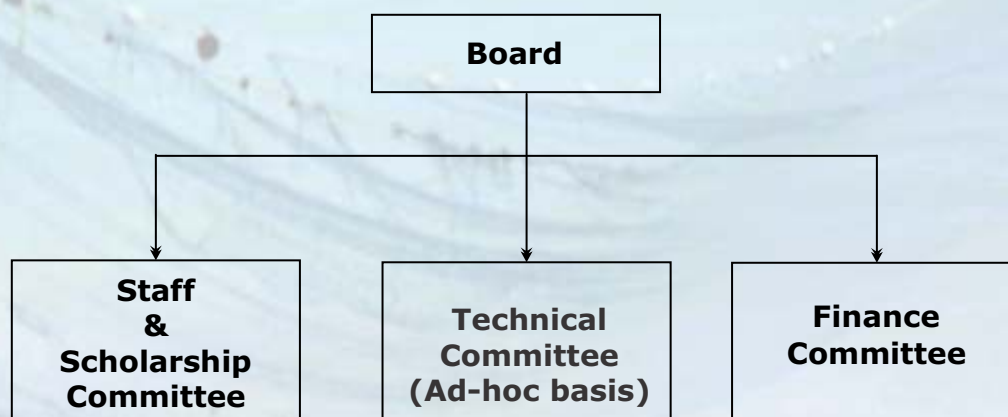 Board
Staff
&
Scholarship
Committee
Technical
Committee
(Ad-hoc basis)
Finance
Committee